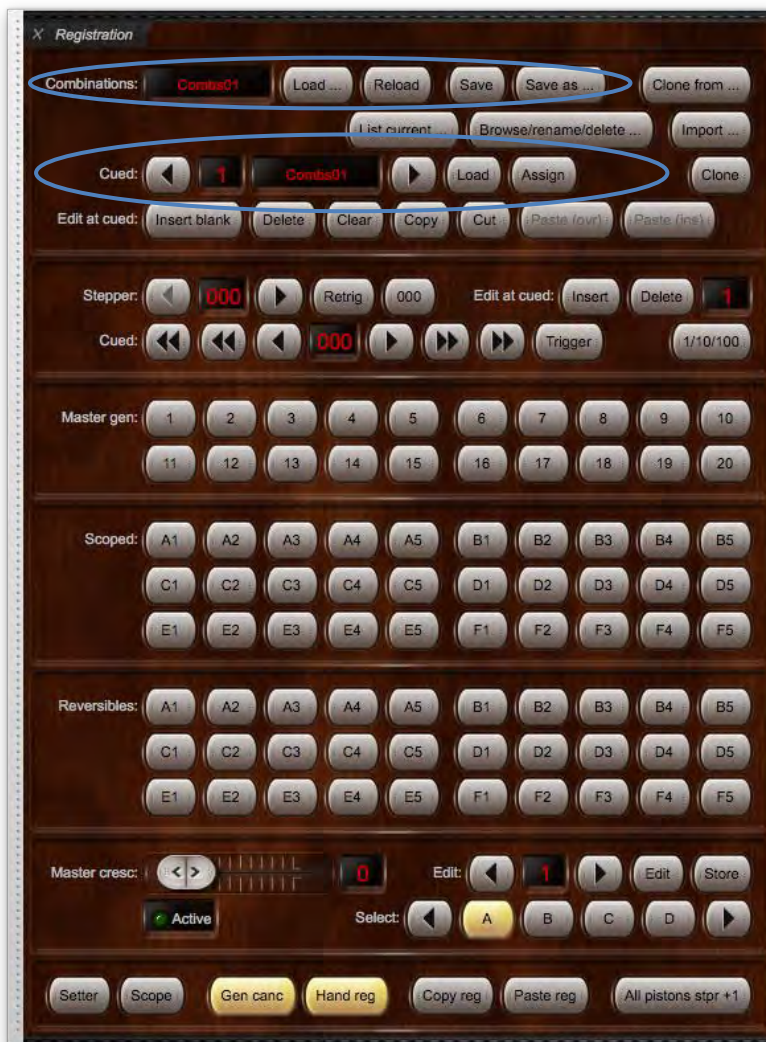 X Registration
Combinations: Combs01 Load ... Reload Save Save as ... Clone from ...
List current ... Browse/rename/delete ... Import ...
Cued: 1 Combs01 Load Assign Clone
Edit at cued: Insert blank Delete Clear Copy Cut Paste (ovr) Paste (ins)
Stepper: 000 Retrig 000 Edit at cued: Insert Delete 1
Cued: 000 Trigger 1/10/100
Master gen: 1 2 3 4 5 6 7 8 9 10
11 12 13 14 15 16 17 18 19 20
Scoped: A1 A2 A3 A4 A5 B1 B2 B3 B4 B5
C1 C2 C3 C4 C5 D1 D2 D3 D4 D5
E1 E2 E3 E4 E5 F1 F2 F3 F4 F5
Reversibles: A1 A2 A3 A4 A5 B1 B2 B3 B4 B5
C1 C2 C3 C4 C5 D1 D2 D3 D4 D5
E1 E2 E3 E4 E5 F1 F2 F3 F4 F5
Master cresc: < > 0 Edit: 1 Edit Store
Active Select: A B C D
Setter Scope Gen canc Hand reg Copy reg Paste reg All pistons stpr +1